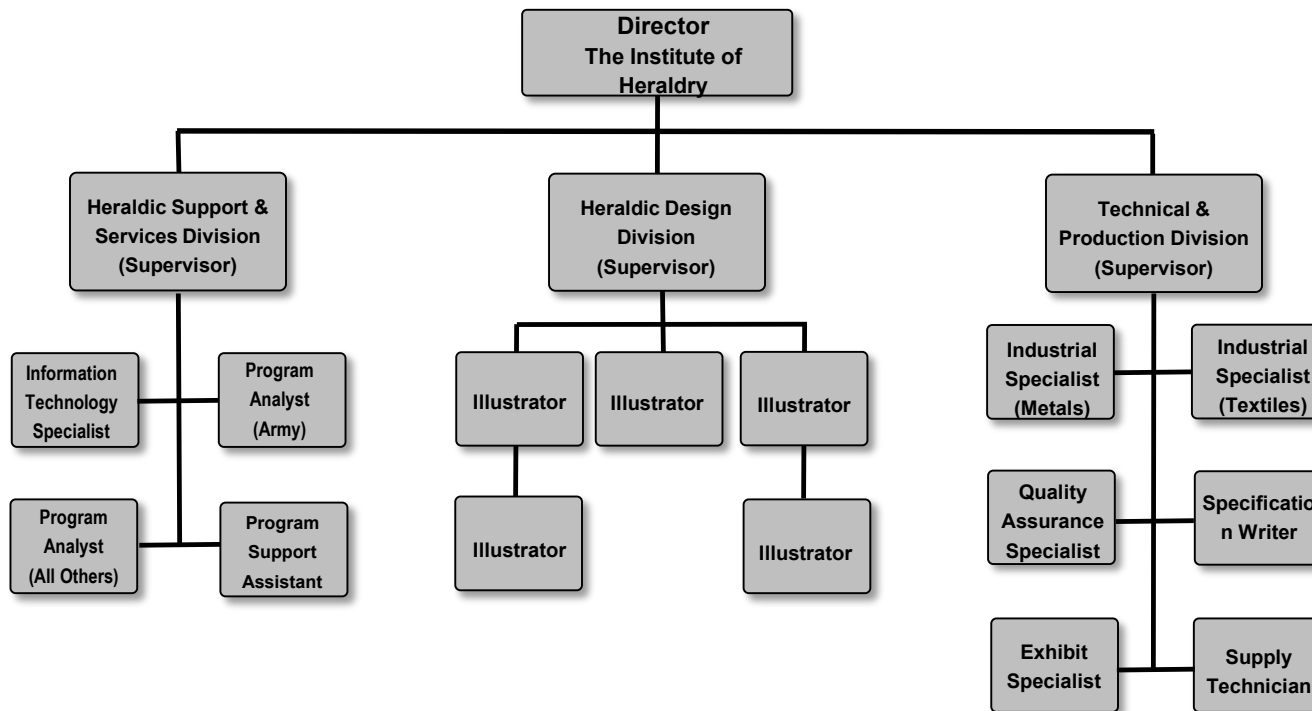 Director
The Institute of
Heraldry
Heraldic Support &
Services Division
(Supervisor)
Heraldic Design
Division
(Supervisor)
Technical &
Production Division
(Supervisor)
Information
Technology
Specialist
Program
Analyst
(Army)
Program
Analyst
(All Others)
Program
Support
Assistant
Illustrator
Illustrator
Illustrator
Illustrator
Illustrator
Industrial
Specialist
(Metals)
Industrial
Specialist
(Textiles)
Quality
Assurance
Specialist
Specificatio
n Writer
Exhibit
Specialist
Supply
Technician